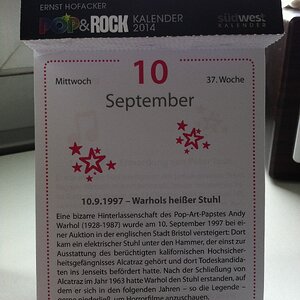 ERNST HOFACKER
POP&ROCK KALENDER 2014
südwest
KALENDER
Mittwoch
10
37. Woche
September
10.9.1997 – Warhols heißer Stuhl
Eine bizarre Hinterlassenschaft des Pop-Art-Papstes Andy
Warhol (1928-1987) wurde am 10. September 1997 bei ei-
ner Auktion in der englischen Stadt Bristol versteigert: Dort
kam ein elektrischer Stuhl unter den Hammer, der einst zur
Ausstattung des berüchtigten kalifornischen Hochsicher-
heitsgefängnisses Alcatraz gehört und dort Todeskandida-
ten ins Jenseits befördert hatte. Nach der Schließung von
Alcatraz im Jahr 1963 hatte Warhol den Stuhl erstanden, auf
dem er sich in den folgenden Jahren – so die Legende –
gerne niederließ, um Horrorfilme anzuschauen.